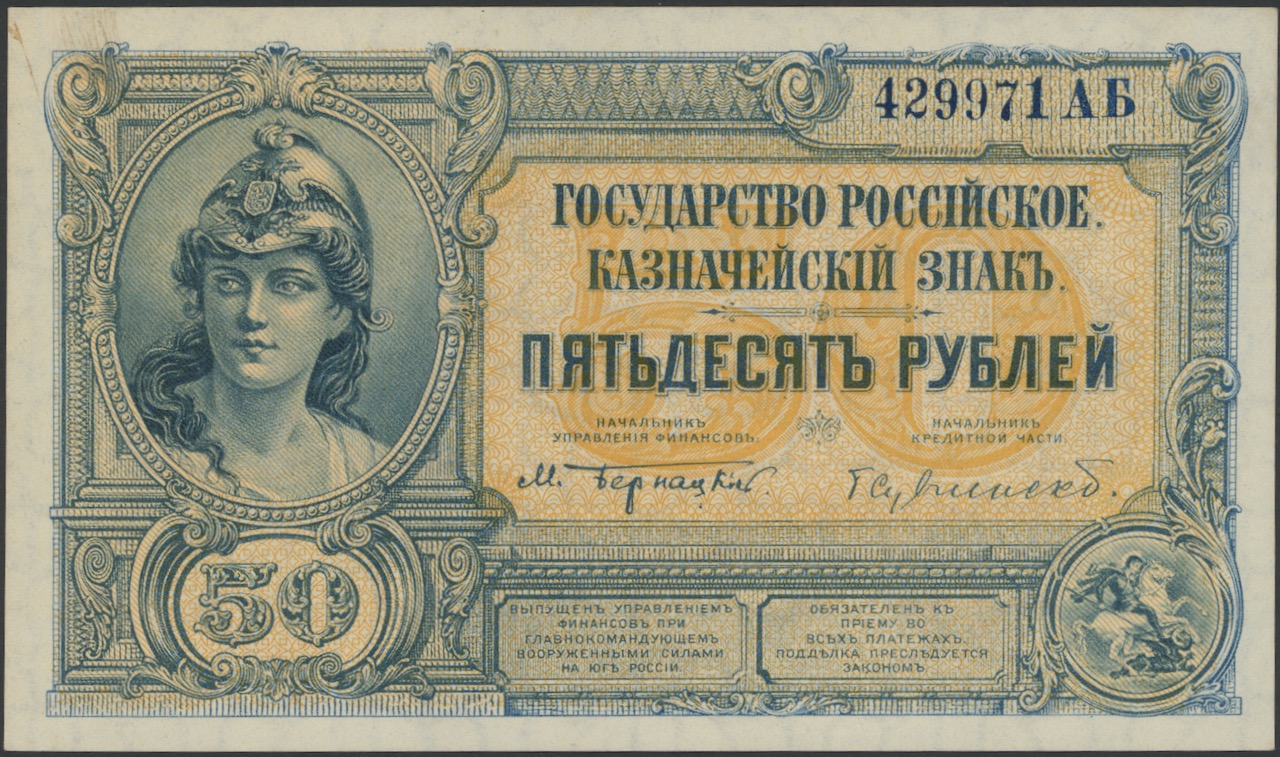 429971 АБ
ГОСУДАРСТВО РОССІЙСКОЕ.
КАЗНАЧЕЙСКІЙ ЗНАКЪ.
ПЯТЬДЕСЯТЪ РУБЛЕЙ
НАЧАЛЬНИКЪ
УПРАВЛЕНІЯ ФИНАНСОВЪ.
М. Бернацкій.
НАЧАЛЬНИКЪ
КРЕДИТНОЙ ЧАСТИ.
50
50
ВЫПУЩЕНЪ УПРАВЛЕНІЕМЪ
ФИНАНСОВЪ ПРИ
ГЛАВНОКОМАНДУЮЩЕМЪ
ВООРУЖЕННЫМИ СИЛАМИ
НА ЮГѢ РОССІИ.
ОБЯЗАТЕЛЕНЪ КЪ
ПРІЕМУ ВО
ВСѢХЪ ПЛАТЕЖАХЪ.
ПОДДѢЛКА ПРЕСЛѢДУЕТСЯ
ЗАКОНОМЪ.